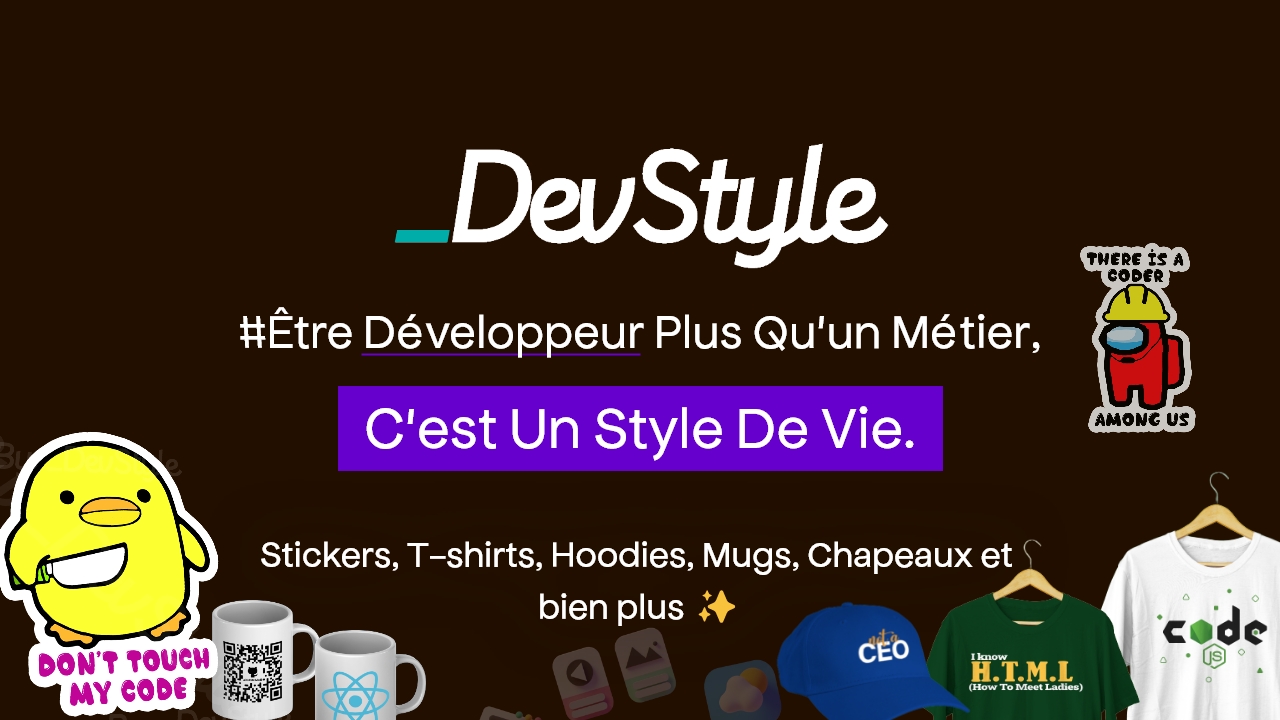 _DevStyle
#Être Développeur Plus Qu'un Métier,
C'est Un Style De Vie.
THERE IS A
CODER
AMONG US
Stickers, T-shirts, Hoodies, Mugs, Chapeaux et
bien plus ✨
DON'T TOUCH
MY CODE
not a
CEO
I know
H.T.M.L
(How To Meet Ladies)
code
JS